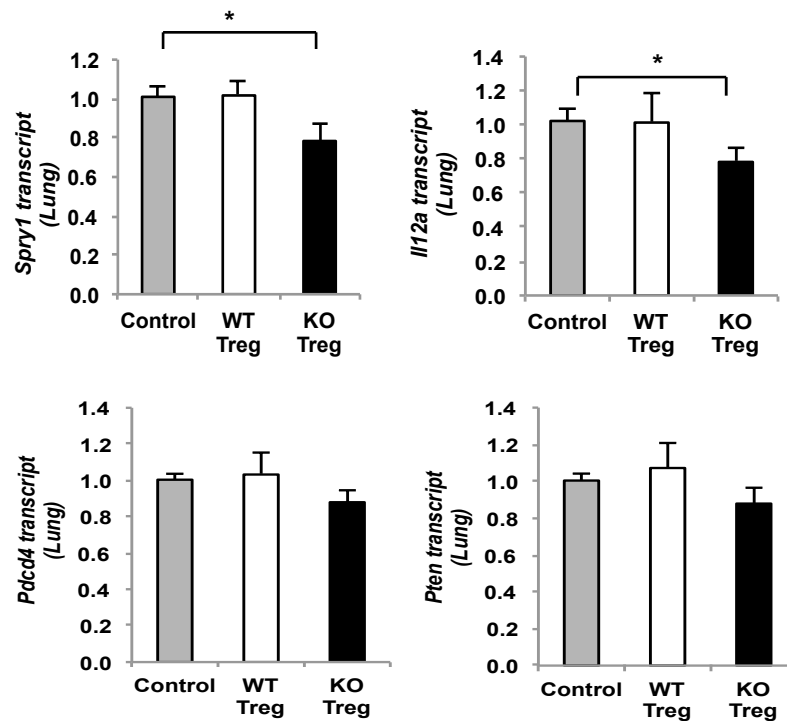 *
1.2
1.0
0.8
0.6
0.4
0.2
0.0
Spry1 transcript
(Lung)
Control
WT
Treg
KO
Treg
*
1.4
1.2
1.0
0.8
0.6
0.4
0.2
0.0
Il12a transcript
(Lung)
Control
WT
Treg
KO
Treg
1.4
1.2
1.0
0.8
0.6
0.4
0.2
0.0
Pdcd4 transcript
(Lung)
Control
WT
Treg
KO
Treg
1.4
1.2
1.0
0.8
0.6
0.4
0.2
0.0
Pten transcript
(Lung)
Control
WT
Treg
KO
Treg